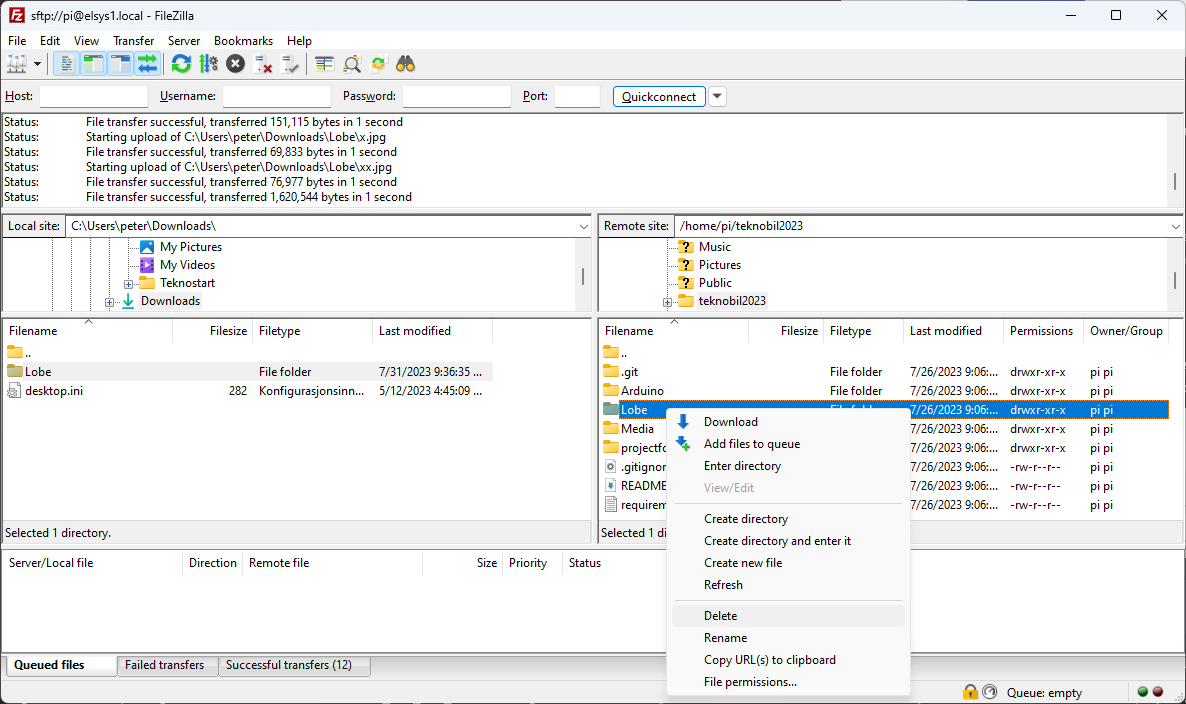 sftp://pi@elsys1.local - FileZilla
File Edit View Transfer Server Bookmarks Help
Host: Username: Password: Port: Quickconnect
Status: File transfer successful, transferred 151,115 bytes in 1 second
Status: Starting upload of C:\Users\peter\Downloads\Lobe\x.jpg
Status: File transfer successful, transferred 69,833 bytes in 1 second
Status: Starting upload of C:\Users\peter\Downloads\Lobe\xx.jpg
Status: File transfer successful, transferred 76,977 bytes in 1 second
Status: File transfer successful, transferred 1,620,544 bytes in 1 second
Local site: C:\Users\peter\Downloads\
My Pictures
My Videos
Teknostart
Downloads
Filename Filesize Filetype Last modified
..
Lobe File folder 7/31/2023 9:36:35 ...
desktop.ini 282 Konfigurasjonsinn... 5/12/2023 4:45:09 ...
Selected 1 directory.
Remote site: /home/pi/teknobil2023
Music
Pictures
Public
teknobil2023
Filename Filesize Filetype Last modified Permissions Owner/Group
..
.git File folder 7/26/2023 9:06:... drwxr-xr-x pi pi
Arduino File folder 7/26/2023 9:06:... drwxr-xr-x pi pi
Lobe 7/26/2023 9:06:... drwxr-xr-x pi pi
Media 7/26/2023 9:06:... drwxr-xr-x pi pi
projectfo 7/26/2023 9:06:... drwxr-xr-x pi pi
.gitignor 7/26/2023 9:06:... -rw-r--r-- pi pi
README 7/26/2023 9:06:... -rw-r--r-- pi pi
requirem 7/26/2023 9:06:... -rw-r--r-- pi pi
Selected 1 di
Download
Add files to queue
Enter directory
View/Edit
Create directory
Create directory and enter it
Create new file
Refresh
Delete
Rename
Copy URL(s) to clipboard
File permissions...
Server/Local file Direction Remote file Size Priority Status
Queued files Failed transfers Successful transfers (12)
Queue: empty